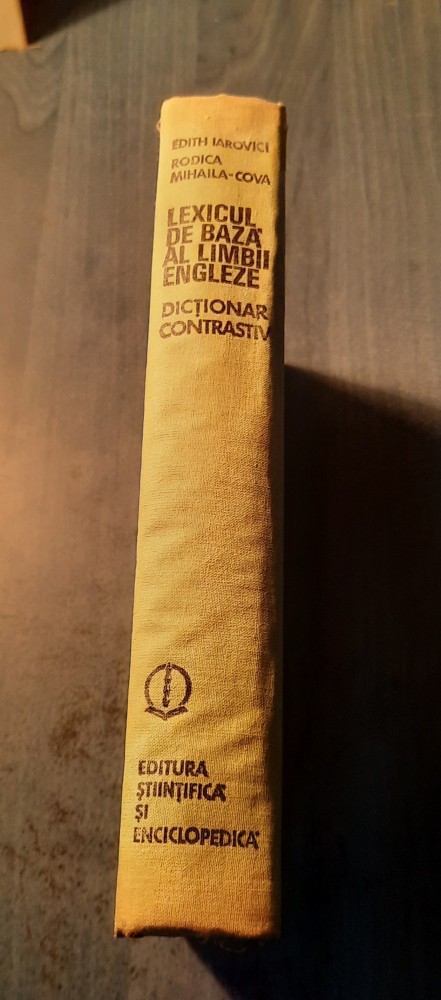 EDITH IAROVICI
RODICA
MIHAILA-COVA
LEXICUL
DE BAZĂ
AL LIMBII
ENGLEZE
DICȚIONAR
CONTRASTIV
EDITURA
ȘTIINȚIFICĂ
ȘI
ENCICLOPEDICĂ